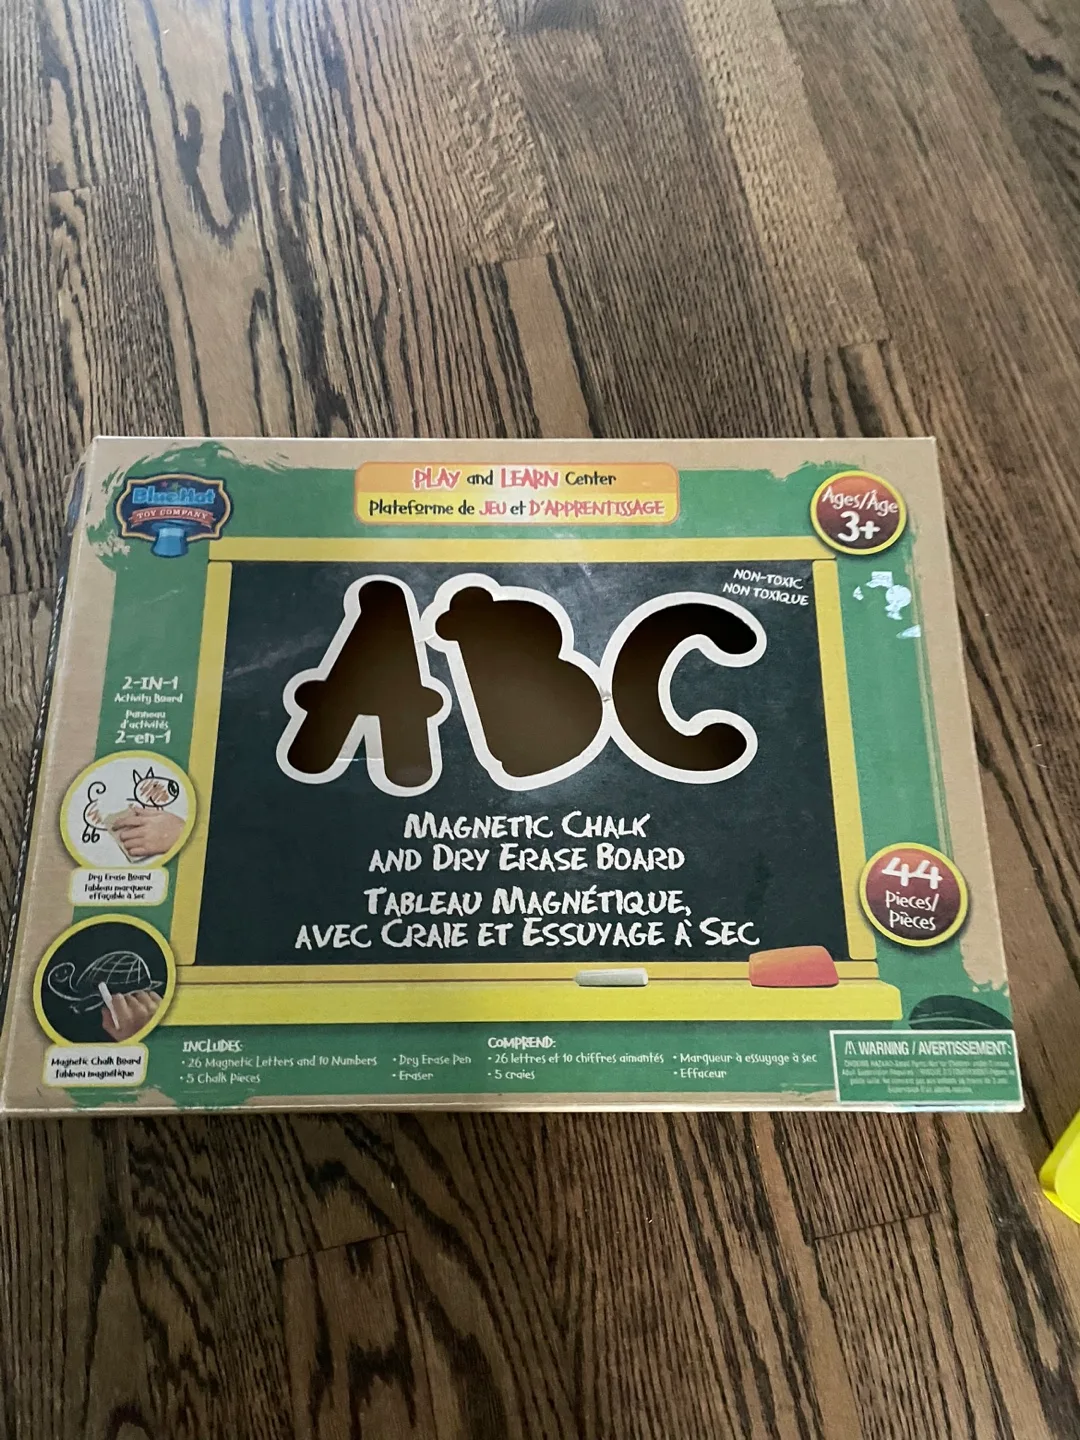 PLAY and LEARN Center
Plateforme de JEU et D'APPRENTISSAGE
Blue Hat
TOY COMPANY
Ages/Âge
3+
NON-TOXIC
NON TOXIQUE
ABC
2-IN-1
Activity Board
Panneau
d'activités
2-en-1
MAGNETIC CHALK
AND DRY ERASE BOARD
TABLEAU MAGNÉTIQUE,
AVEC CRAIE ET ESSUYAGE À SEC
44
Pieces/
Pièces
Dry Erase Board
Tableau marqueur
effaçable à sec
Magnetic Chalk Board
Tableau magnétique
INCLUDES:
• 26 Magnetic Letters and 10 Numbers
• 5 Chalk Pieces
• Dry Erase Pen
• Eraser
COMPREND:
• 26 lettres et 10 chiffres aimantés
• 5 craies
• Marqueur à essuyage à sec
• Effaceur
WARNING / AVERTISSEMENT: